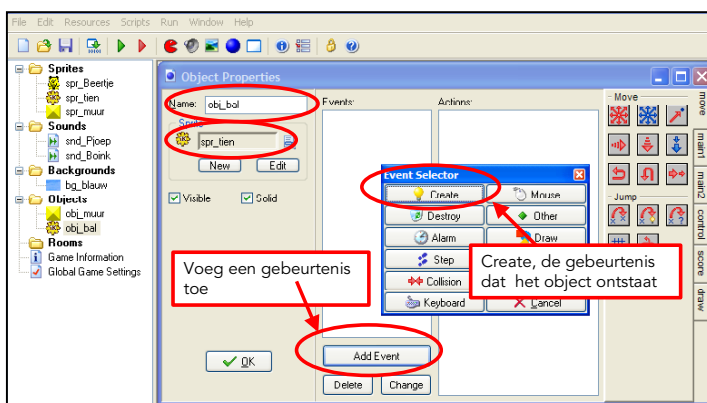 File Edit Resources Scripts Run Window Help
Sprites
spr_Beertje
spr_tien
spr_muur
Sounds
snd_Pjoep
snd_Boink
Backgrounds
bg_blauw
Objects
obj_muur
obj_bal
Rooms
Game Information
Global Game Settings
Object Properties
Name: obj_bal
Sprite
spr_tien
New Edit
Visible Solid
OK
Events:
Actions:
Add Event
Delete Change
Event Selector
Create Mouse
Destroy Other
Alarm Draw
Step
Collision
Keyboard Cancel
Voeg een gebeurtenis
toe
Create, de gebeurtenis
dat het object ontstaat
Move
Jump
move
main1
main2
control
score
draw